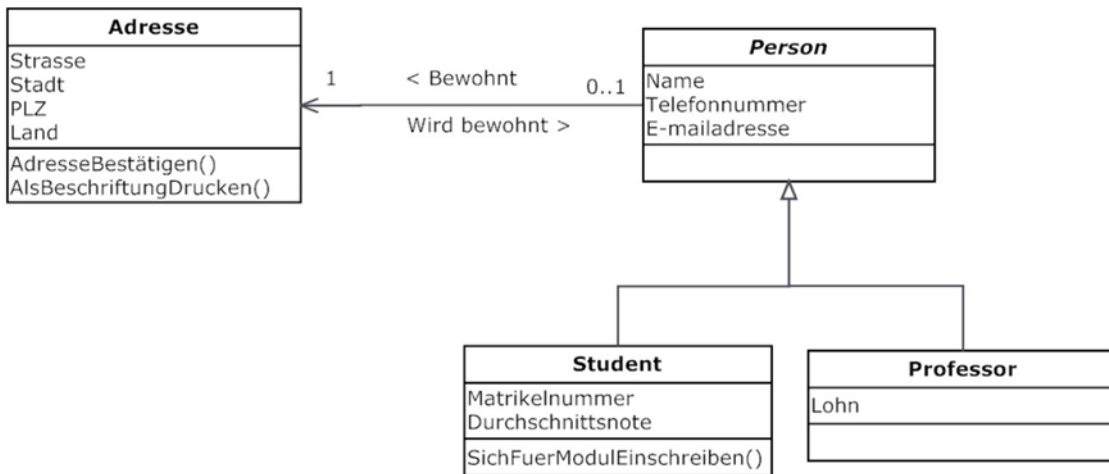 Adresse
Strasse
Stadt
PLZ
Land
AdresseBestätigen()
AlsBeschriftungDrucken()
1
< Bewohnt
0..1
Wird bewohnt >
Person
Name
Telefonnummer
E-mailadresse
Student
Matrikelnummer
Durchschnittsnote
SichFuerModulEinschreiben()
Professor
Lohn